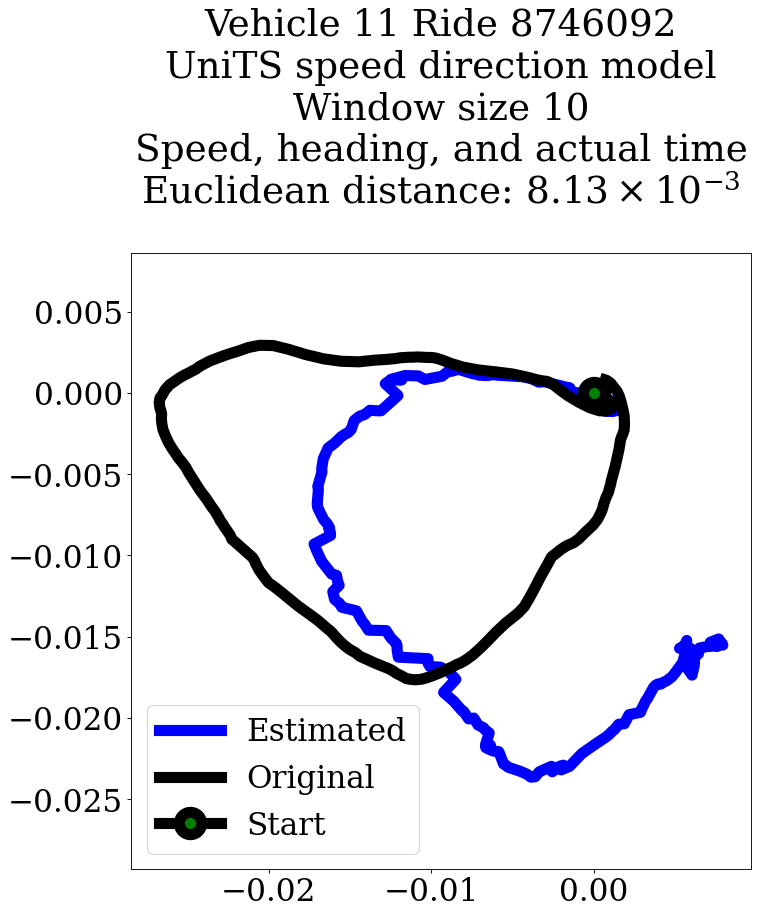 Vehicle 11 Ride 8746092
UniTS speed direction model
Window size 10
Speed, heading, and actual time
Euclidean distance: 8.13 × 10⁻³
0.005
0.000
−0.005
−0.010
−0.015
−0.020
−0.025
Estimated
Original
Start
−0.02 −0.01 0.00